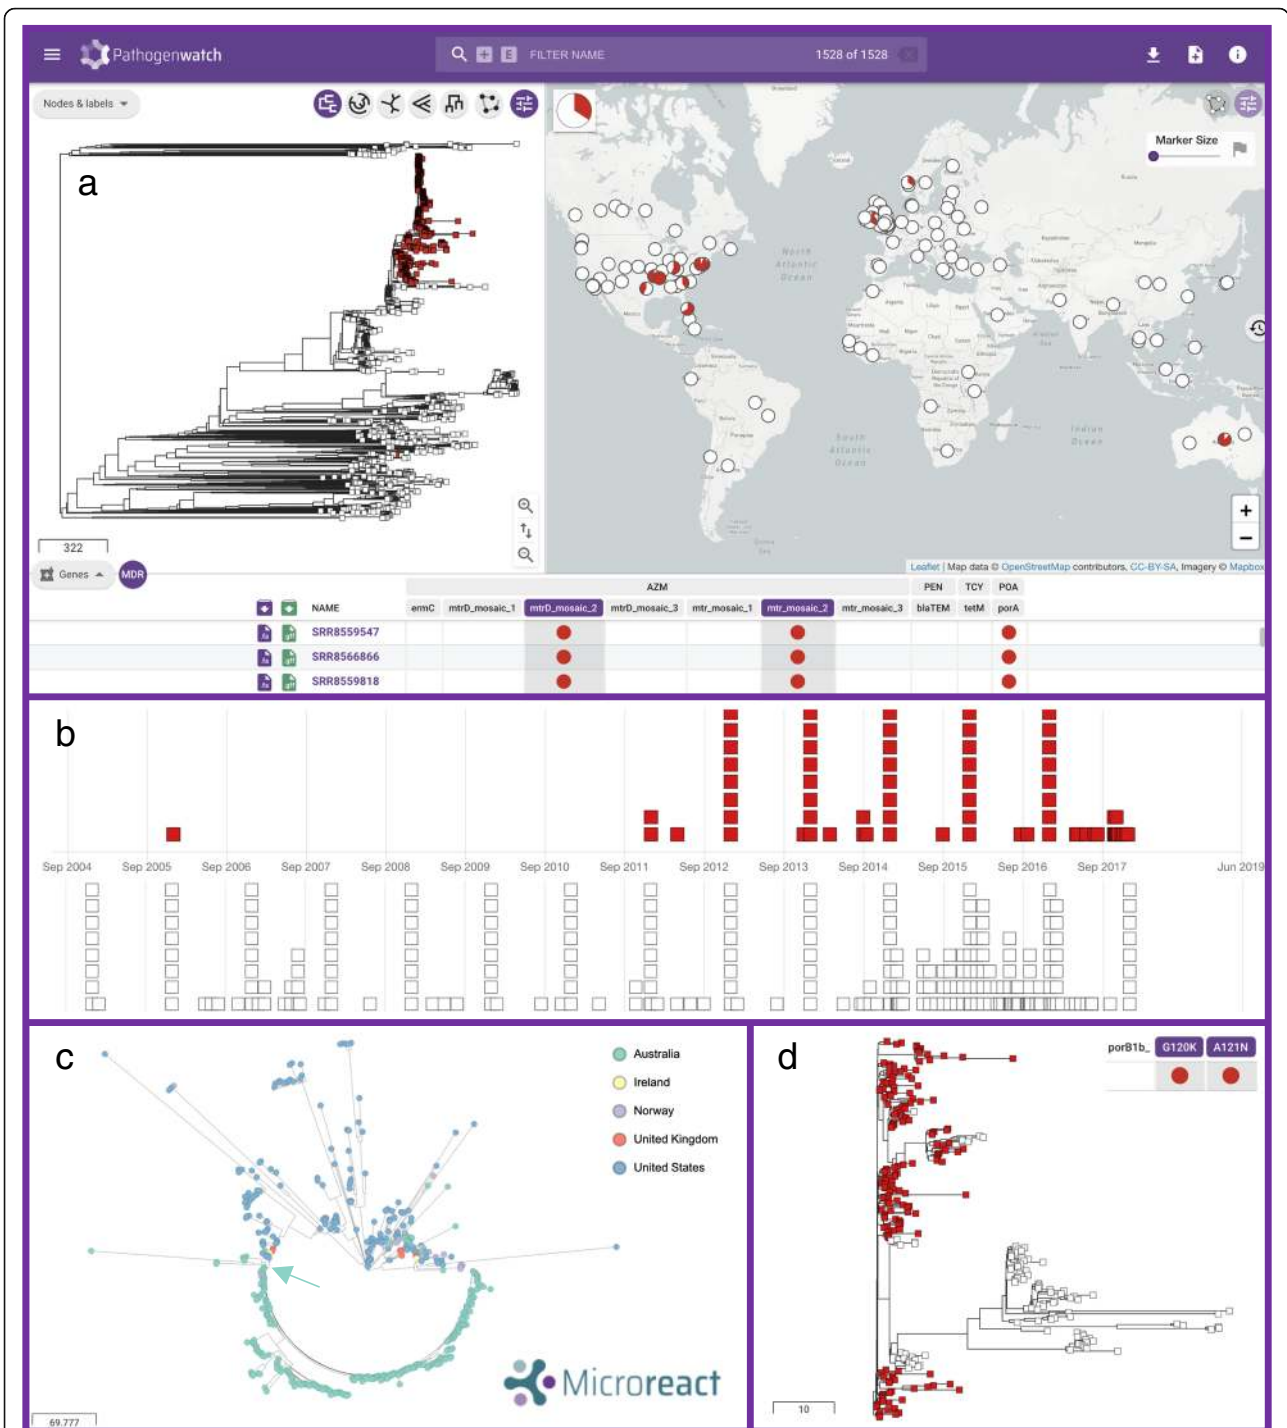 Pathogenwatch
FILTER NAME
1528 of 1528
Nodes & labels
a
322
Marker Size
North
Atlantic
Ocean
South
Atlantic
Ocean
Indian
Ocean
Leaflet | Map data © OpenStreetMap contributors, CC-BY-SA, Imagery © Mapbox
Genes
MDR
AZM PEN TCY POA
NAME ermC mtrD_mosaic_1 mtrD_mosaic_2 mtrD_mosaic_3 mtr_mosaic_1 mtr_mosaic_2 mtr_mosaic_3 blaTEM tetM porA
SRR8559547
SRR8566866
SRR8559818
b
Sep 2004 Sep 2005 Sep 2006 Sep 2007 Sep 2008 Sep 2009 Sep 2010 Sep 2011 Sep 2012 Sep 2013 Sep 2014 Sep 2015 Sep 2016 Sep 2017 Jun 2019
c
Australia
Ireland
Norway
United Kingdom
United States
Microreact
69.777
d
porB1b_ G120K A121N
10